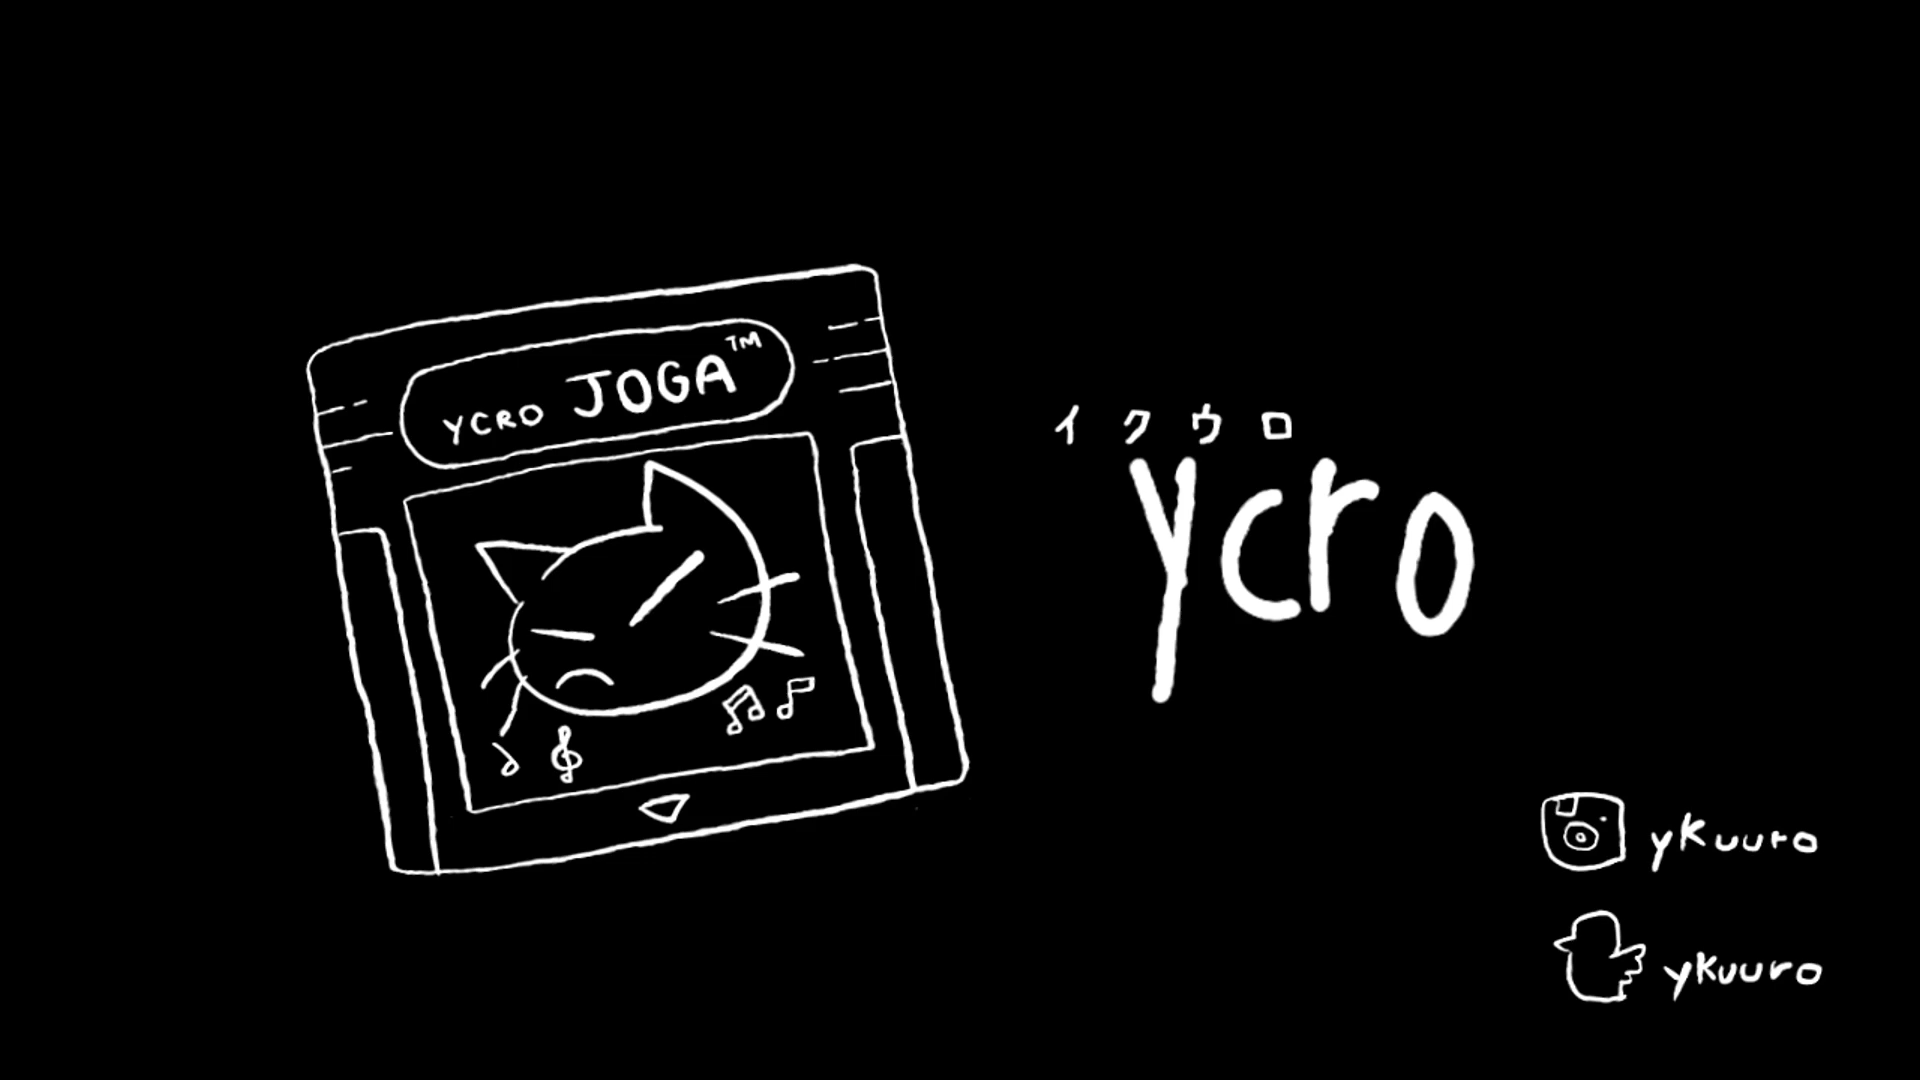 YCRO JOGA™
イクウロ
ycro
ykuuro
ykuuro